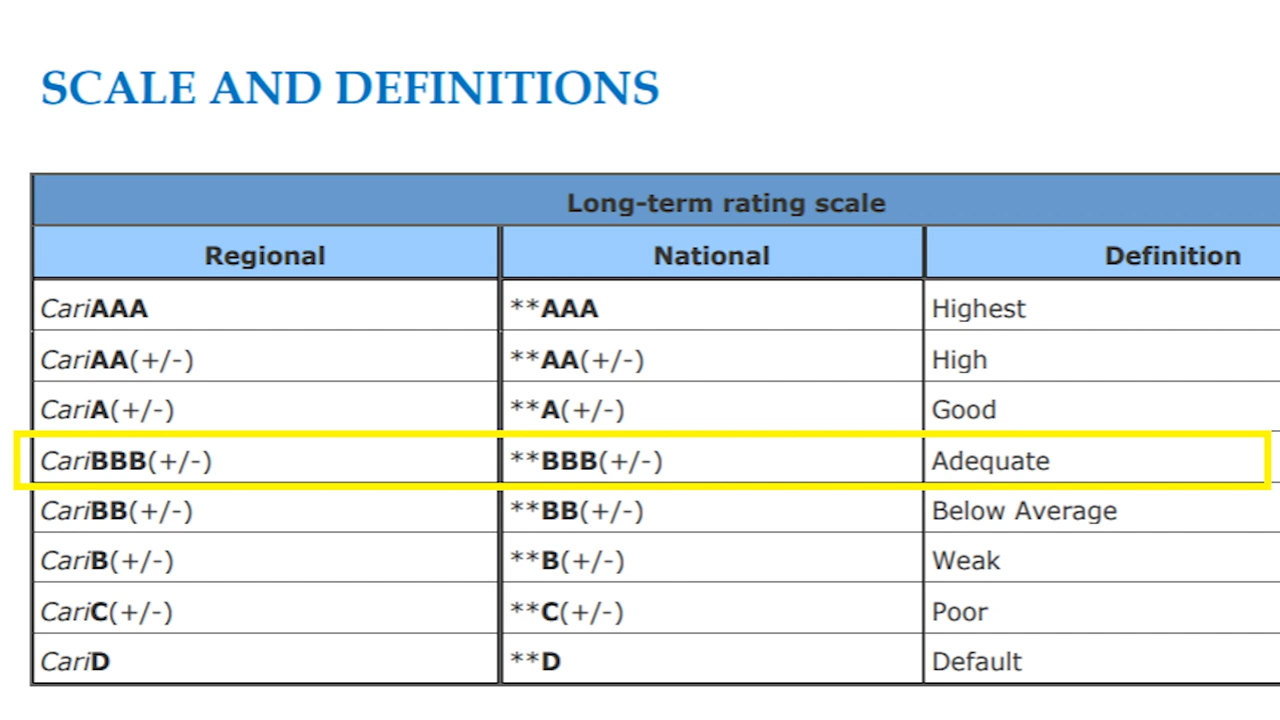 SCALE AND DEFINITIONS
Long-term rating scale
Regional National Definition
CariAAA **AAA Highest
CariAA(+/-) **AA(+/-) High
CariA(+/-) **A(+/-) Good
CariBBB(+/-) **BBB(+/-) Adequate
CariBB(+/-) **BB(+/-) Below Average
CariB(+/-) **B(+/-) Weak
CariC(+/-) **C(+/-) Poor
CariD **D Default